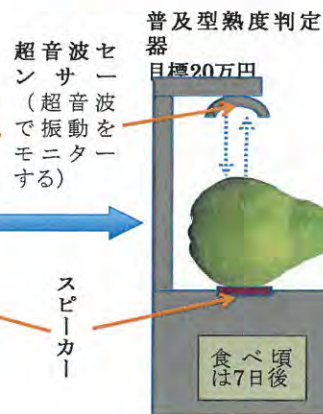 普及型熟度判定
器
目標20万円
超音波セ
ンサー
（超音波
で振動を
モニター
する）
スピーカー
食べ頃
は7日後